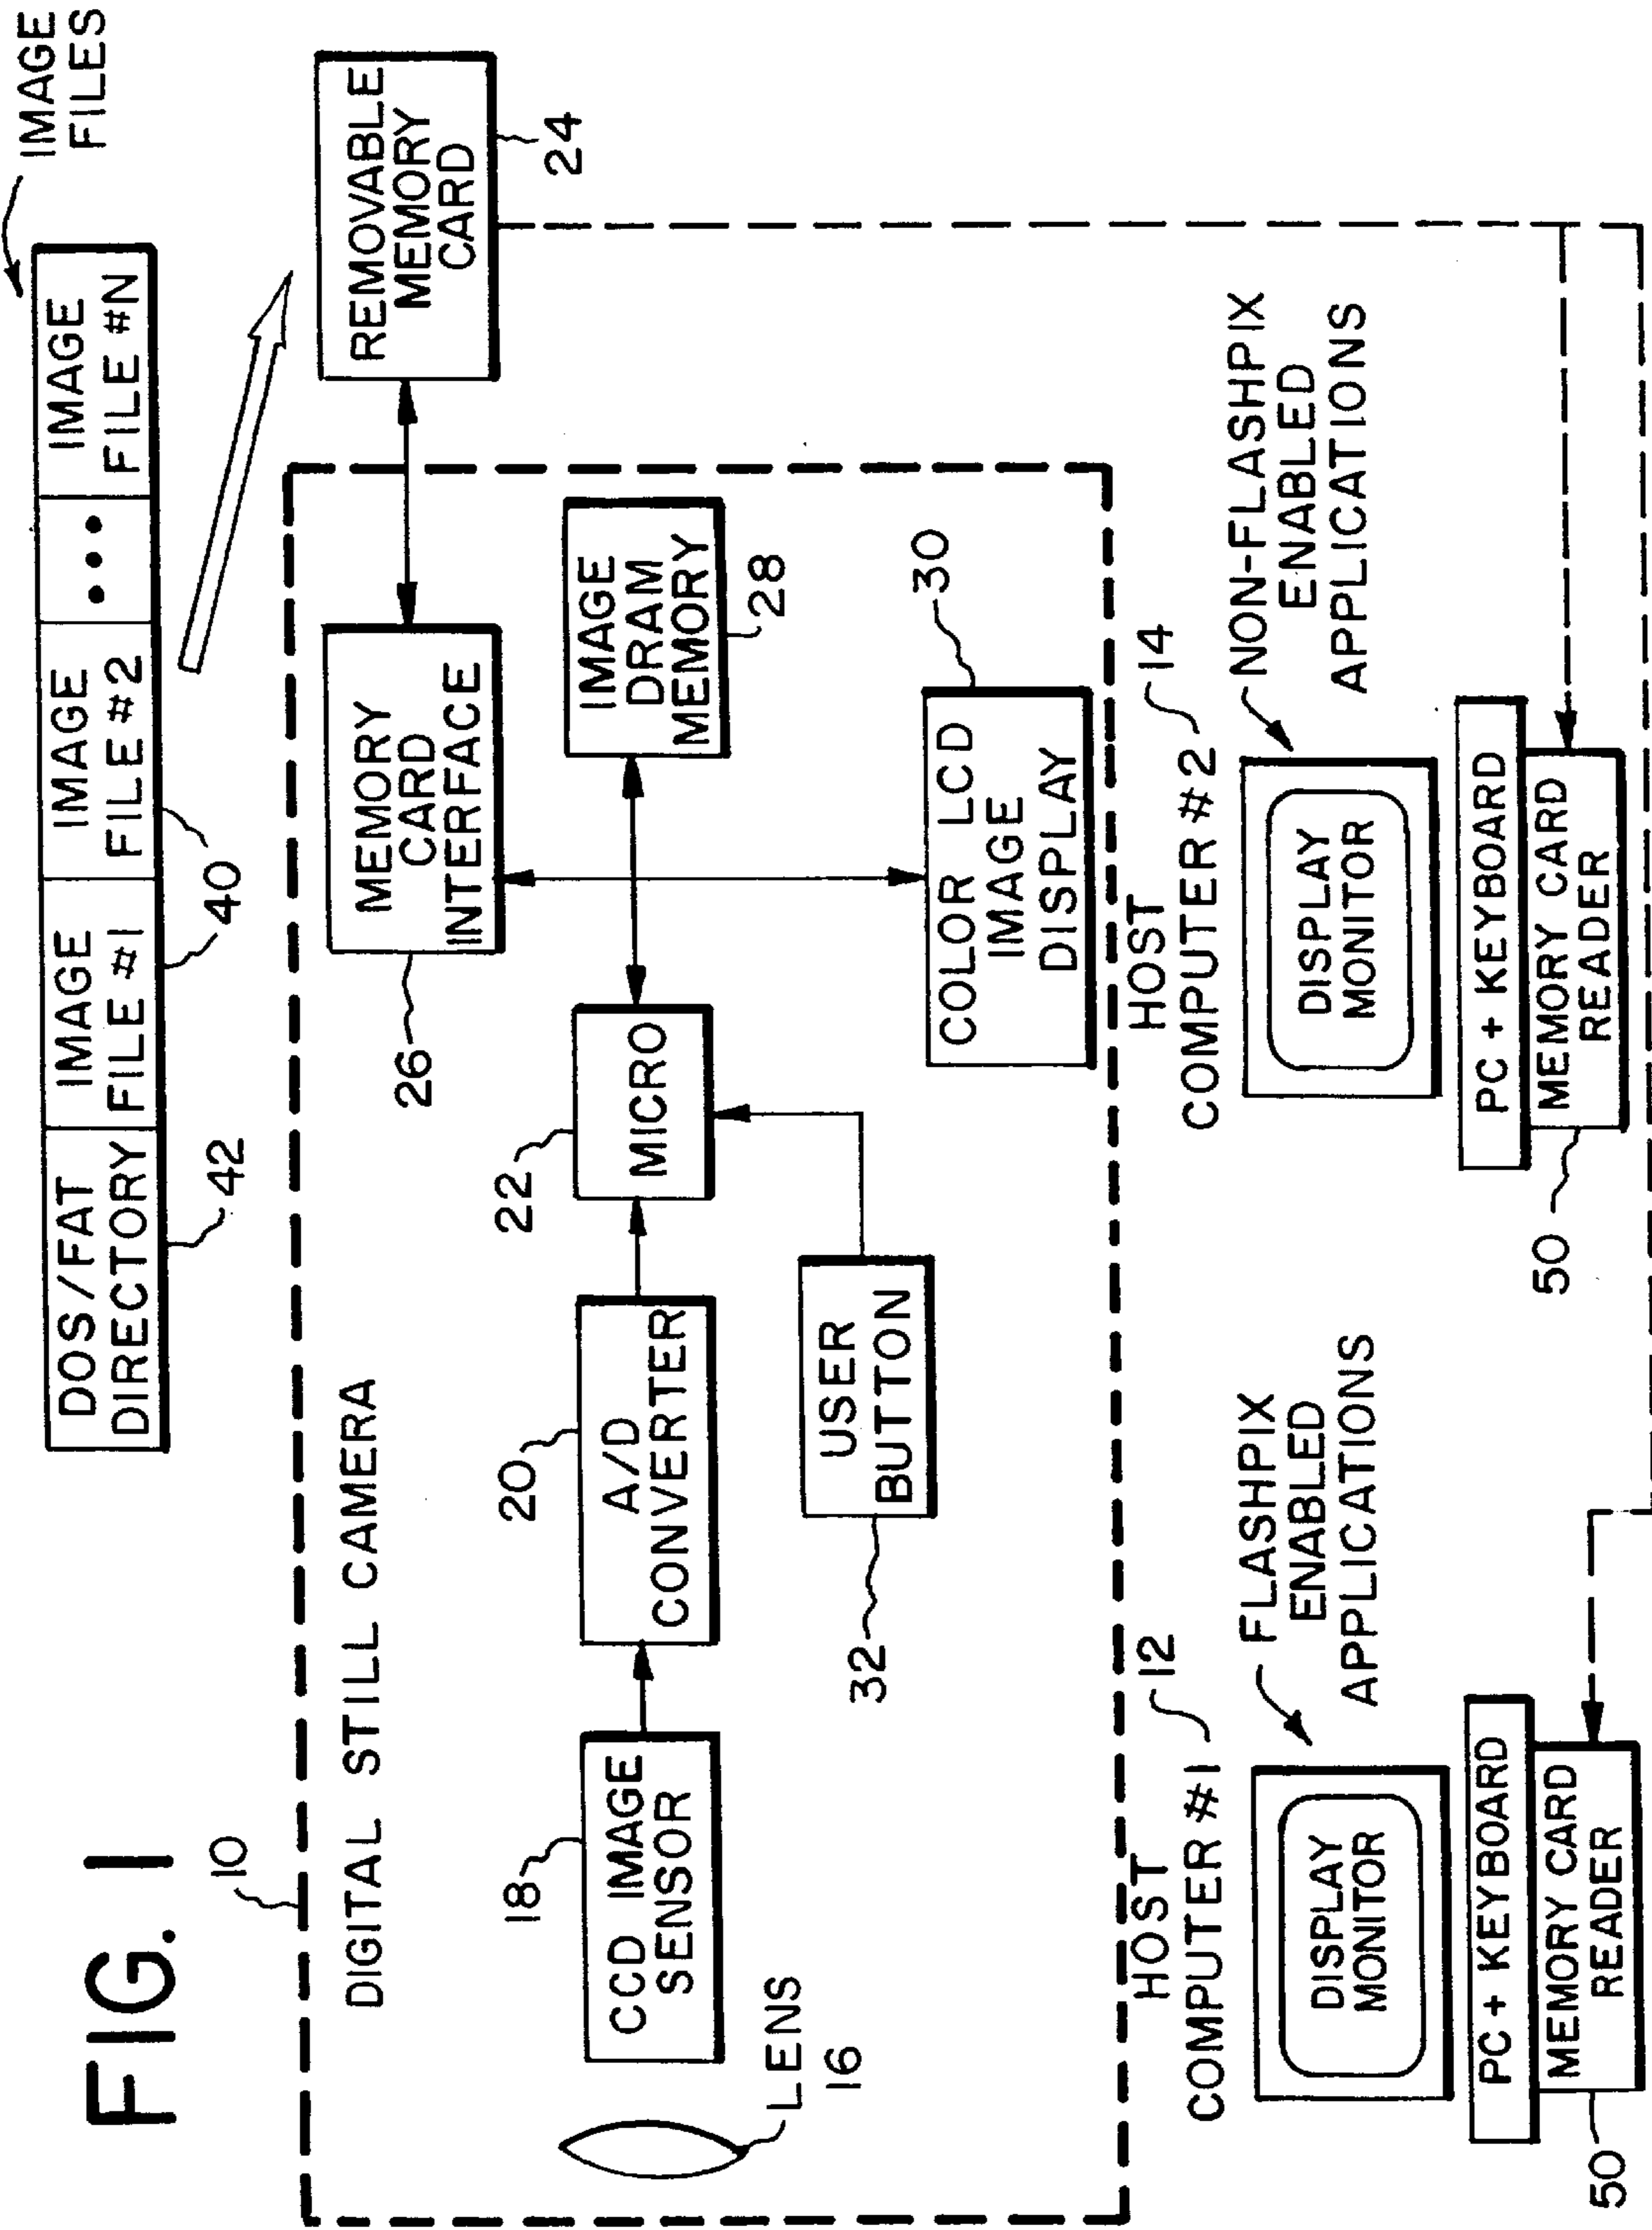 FIG. 1
IMAGE
FILES
DOS/FAT
DIRECTORY
IMAGE
FILE #1
IMAGE
FILE #2
•••
IMAGE
FILE #N
42
40
10
DIGITAL STILL CAMERA
LENS
16
18
CCD IMAGE
SENSOR
20
A/D
CONVERTER
22
MICRO
32
USER
BUTTON
26
MEMORY
CARD
INTERFACE
IMAGE
DRAM
MEMORY
28
30
COLOR LCD
IMAGE
DISPLAY
REMOVABLE
MEMORY
CARD
24
HOST
COMPUTER #1
12
FLASHPIX
ENABLED
APPLICATIONS
DISPLAY
MONITOR
PC + KEYBOARD
MEMORY CARD
READER
50
HOST
COMPUTER #2
14
NON-FLASHPIX
ENABLED
APPLICATIONS
DISPLAY
MONITOR
PC + KEYBOARD
MEMORY CARD
READER
50